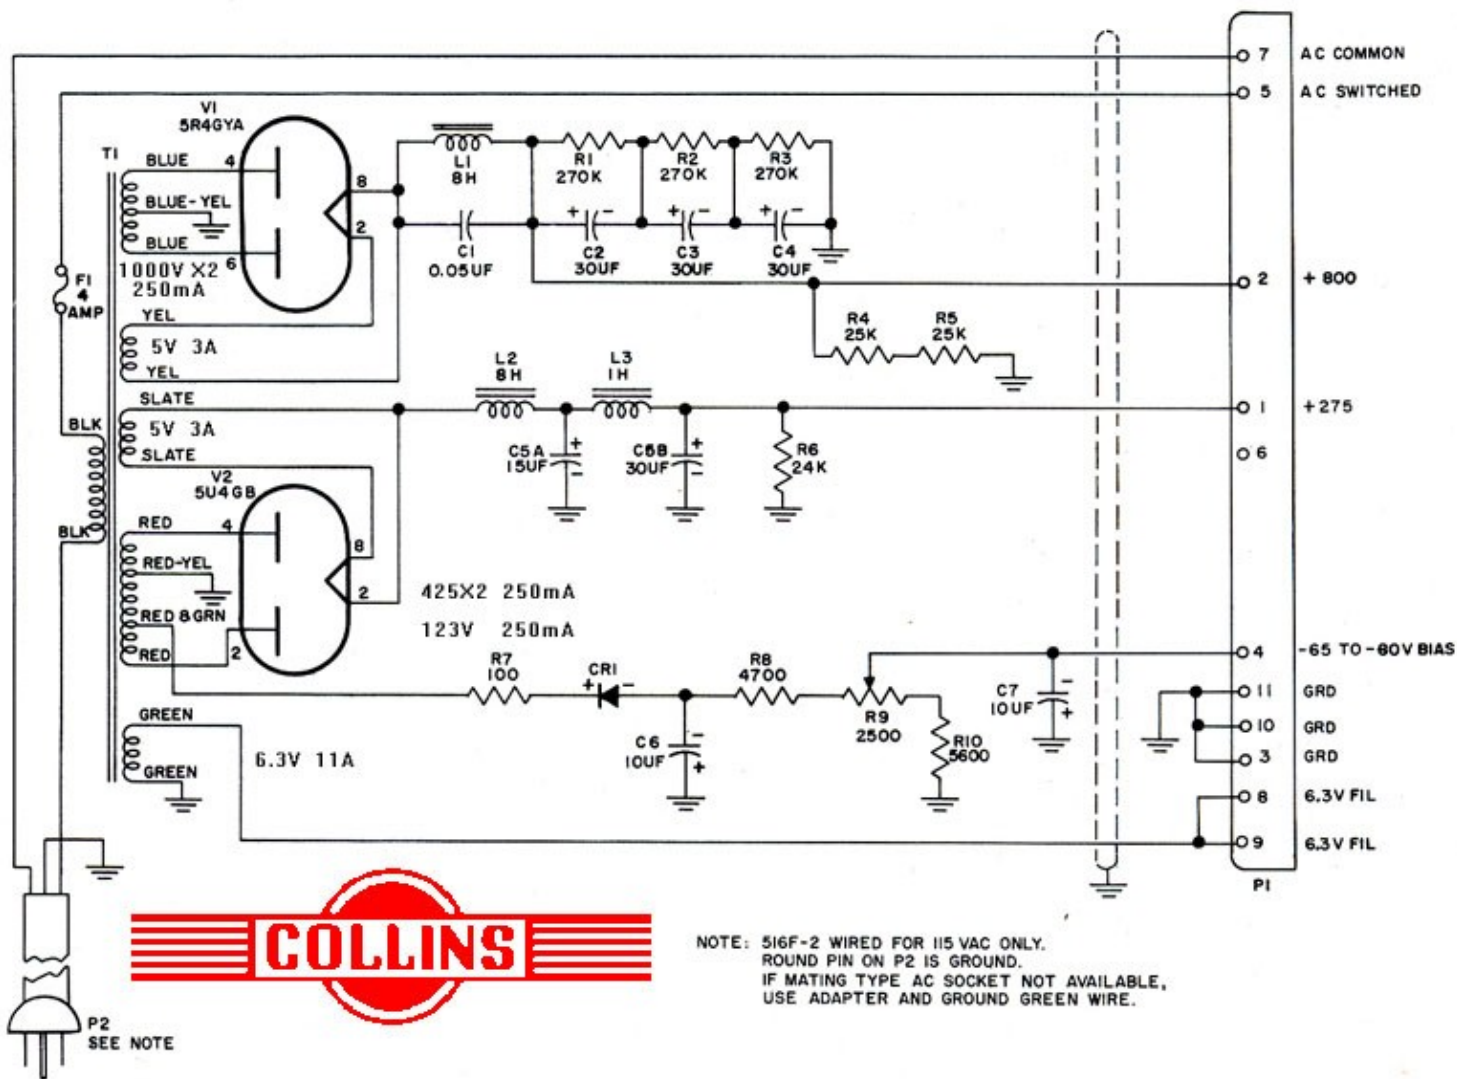 7 AC COMMON
5 AC SWITCHED
V1
5R4GYA
T1
BLUE 4
BLUE-YEL
BLUE
6
8
2
1000V X2
250mA
L1
8H
R1
270K
R2
270K
R3
270K
C1
0.05UF
+ -
C2
30UF
+ -
C3
30UF
+ -
C4
30UF
F1
4
AMP
YEL
5V 3A
YEL
2 + 800
R4
25K
R5
25K
SLATE
5V 3A
SLATE
L2
8H
L3
1H
1 +275
6
C5A
15UF
+
-
C5B
30UF
+
-
R6
24K
BLK
BLK
V2
5U4GB
RED 4
RED-YEL
RED & GRN
RED 2
8
2
425X2 250mA
123V 250mA
R7
100
CR1
+ -
R8
4700
R9
2500
R10
5600
C6
10UF
-
+
C7
10UF
-
+
4 -65 TO -80V BIAS
11 GRD
10 GRD
3 GRD
8 6.3V FIL
9 6.3V FIL
P1
GREEN
6.3V 11A
GREEN
COLLINS
NOTE: 516F-2 WIRED FOR 115 VAC ONLY.
ROUND PIN ON P2 IS GROUND.
IF MATING TYPE AC SOCKET NOT AVAILABLE,
USE ADAPTER AND GROUND GREEN WIRE.
P2
SEE NOTE